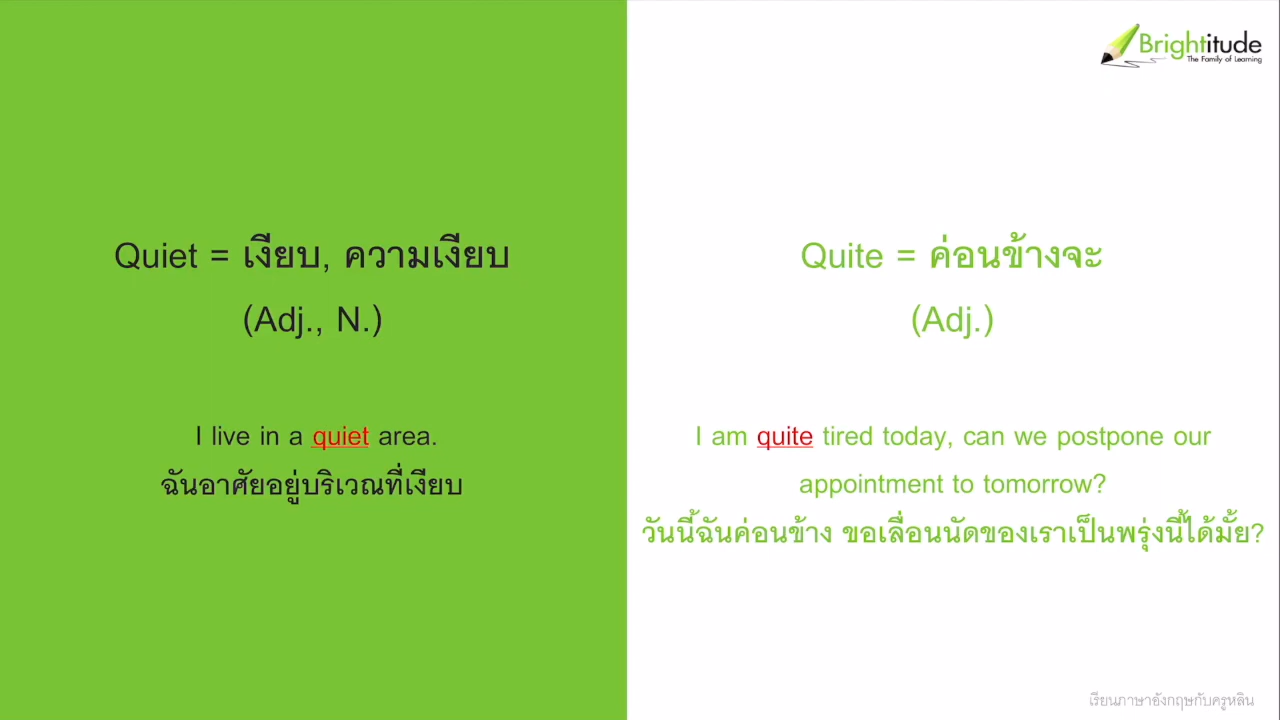 Brightitude
The Family of Learning
Quiet = เงียบ, ความเงียบ
(Adj., N.)
I live in a quiet area.
ฉันอาศัยอยู่บริเวณที่เงียบ
Quite = ค่อนข้างจะ
(Adj.)
I am quite tired today, can we postpone our
appointment to tomorrow?
วันนี้ฉันค่อนข้าง ขอเลื่อนนัดของเราเป็นพรุ่งนี้ได้มั้ย?
เรียนภาษาอังกฤษกับครูหลิน